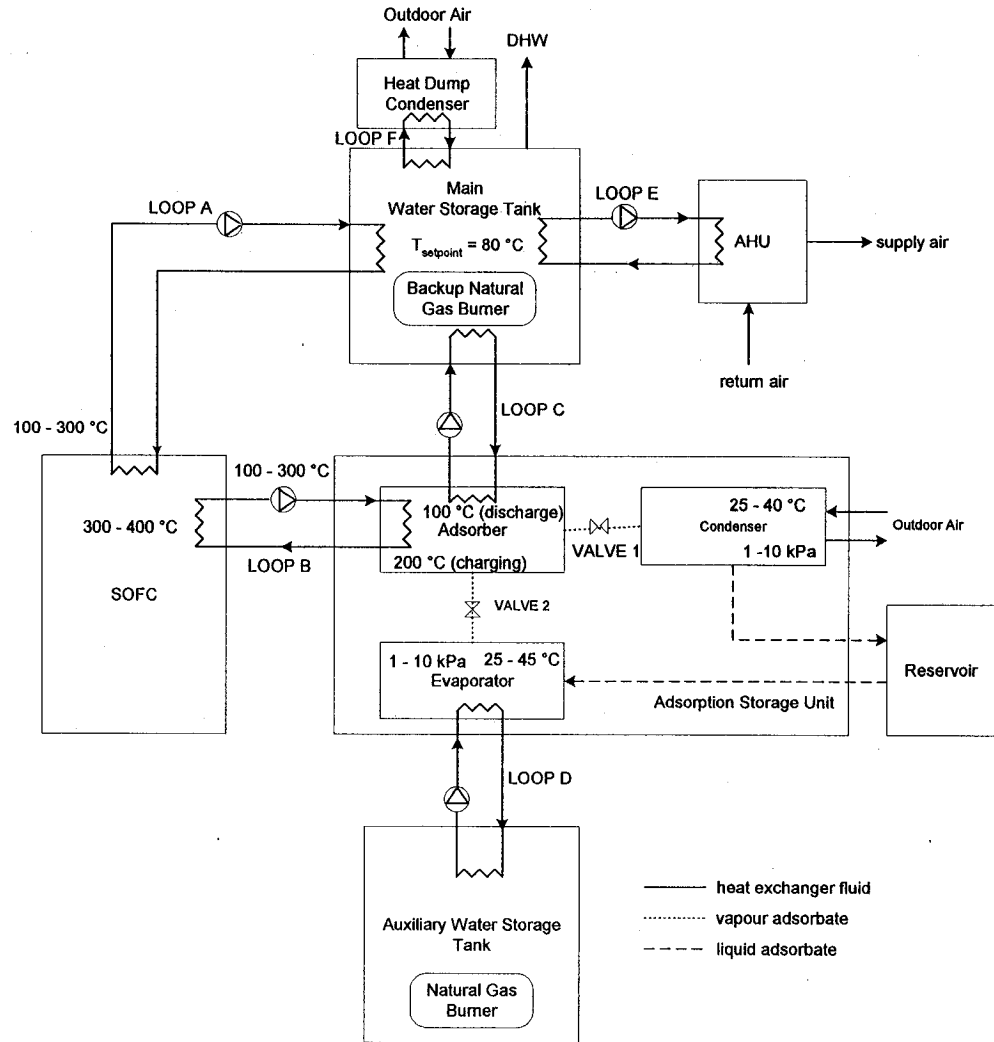 Outdoor Air
DHW
Heat Dump
Condenser
LOOP F
Main
Water Storage Tank
T setpoint = 80 °C
Backup Natural
Gas Burner
LOOP A
LOOP E
AHU
supply air
return air
LOOP C
100 - 300 °C
100 - 300 °C
300 - 400 °C
SOFC
LOOP B
100 °C (discharge)
Adsorber
200 °C (charging)
VALVE 1
25 - 40 °C
Condenser
1 -10 kPa
Outdoor Air
VALVE 2
1 - 10 kPa
25 - 45 °C
Evaporator
Adsorption Storage Unit
Reservoir
LOOP D
Auxiliary Water Storage
Tank
Natural Gas
Burner
heat exchanger fluid
vapour adsorbate
liquid adsorbate